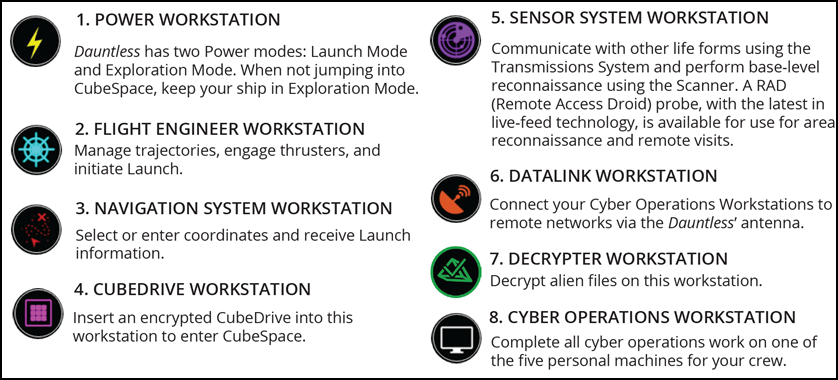 1. POWER WORKSTATION
Dauntless has two Power modes: Launch Mode
and Exploration Mode. When not jumping into
CubeSpace, keep your ship in Exploration Mode.
2. FLIGHT ENGINEER WORKSTATION
Manage trajectories, engage thrusters, and
initiate Launch.
3. NAVIGATION SYSTEM WORKSTATION
Select or enter coordinates and receive Launch
information.
4. CUBEDRIVE WORKSTATION
Insert an encrypted CubeDrive into this
workstation to enter CubeSpace.
5. SENSOR SYSTEM WORKSTATION
Communicate with other life forms using the
Transmissions System and perform base-level
reconnaissance using the Scanner. A RAD
(Remote Access Droid) probe, with the latest in
live-feed technology, is available for use for area
reconnaissance and remote visits.
6. DATALINK WORKSTATION
Connect your Cyber Operations Workstations to
remote networks via the Dauntless’ antenna.
7. DECRYPTER WORKSTATION
Decrypt alien files on this workstation.
8. CYBER OPERATIONS WORKSTATION
Complete all cyber operations work on one of
the five personal machines for your crew.